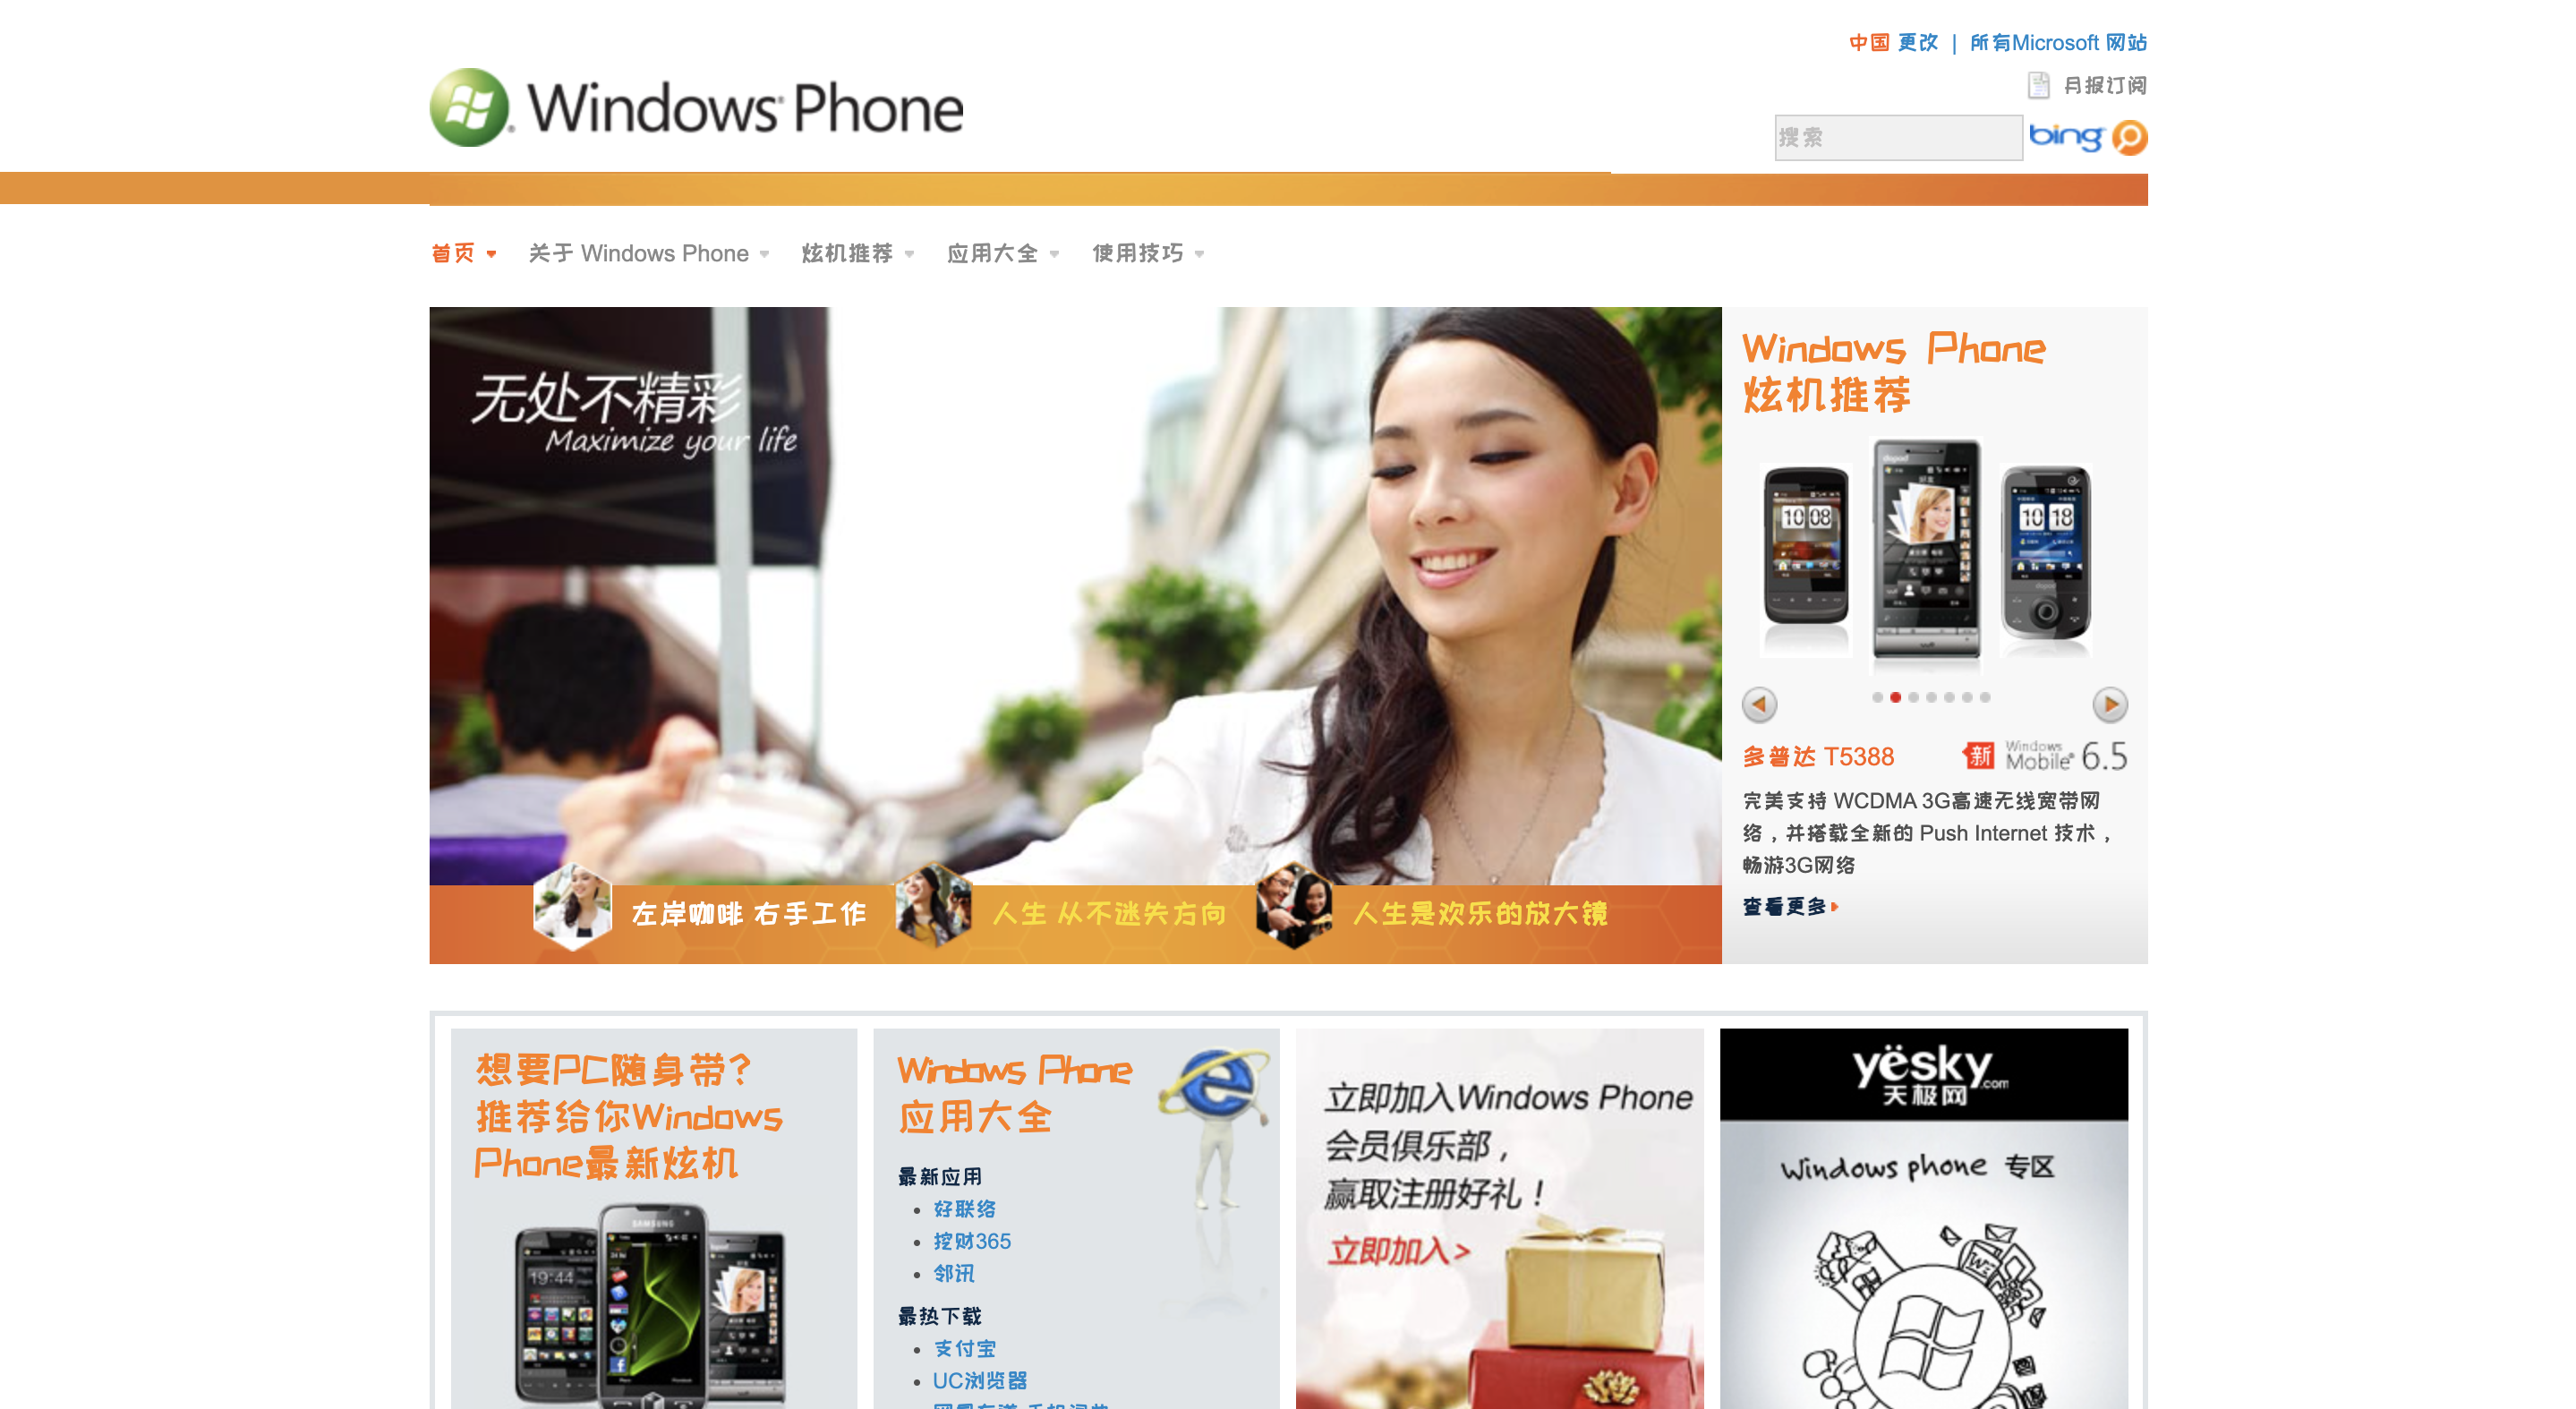 中国 更改 | 所有Microsoft 网站
月报订阅
Windows Phone
搜索
bing
首页 关于 Windows Phone 炫机推荐 应用大全 使用技巧
无处不精彩
Maximize your life
左岸咖啡 右手工作
人生 从不迷失方向
人生是欢乐的放大镜
Windows Phone
炫机推荐
dopod
10 08
10 18
多普达 T5388
新 Windows Mobile 6.5
完美支持 WCDMA 3G高速无线宽带网
络，并搭载全新的 Push Internet 技术，
畅游3G网络
查看更多
想要PC随身带？
推荐给你Windows
Phone最新炫机
SAMSUNG
19:44
Windows Phone
应用大全
最新应用
好联络
挖财365
邻讯
最热下载
支付宝
UC浏览器
立即加入Windows Phone
会员俱乐部，
赢取注册好礼！
立即加入>
yësky.com
天极网
Windows phone 专区